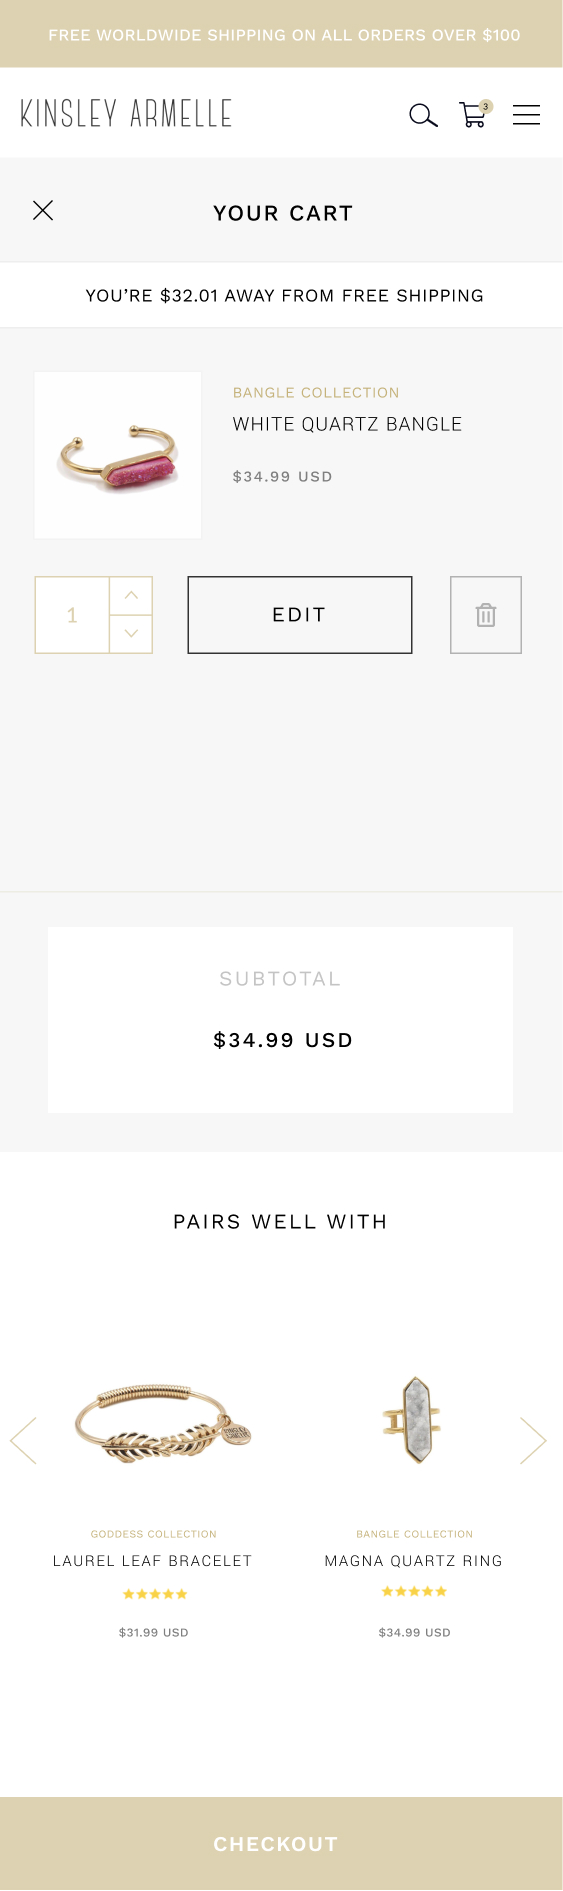 FREE WORLDWIDE SHIPPING ON ALL ORDERS OVER $100
KINSLEY ARMELLE
3
YOUR CART
YOU’RE $32.01 AWAY FROM FREE SHIPPING
BANGLE COLLECTION
WHITE QUARTZ BANGLE
$34.99 USD
1
EDIT
SUBTOTAL
$34.99 USD
PAIRS WELL WITH
KINSLEY
ARMELLE
GODDESS COLLECTION
LAUREL LEAF BRACELET
$31.99 USD
BANGLE COLLECTION
MAGNA QUARTZ RING
$34.99 USD
CHECKOUT